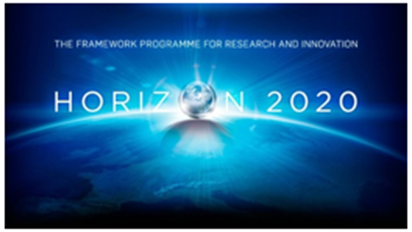 THE FRAMEWORK PROGRAMME FOR RESEARCH AND INNOVATION
HORIZON 2020